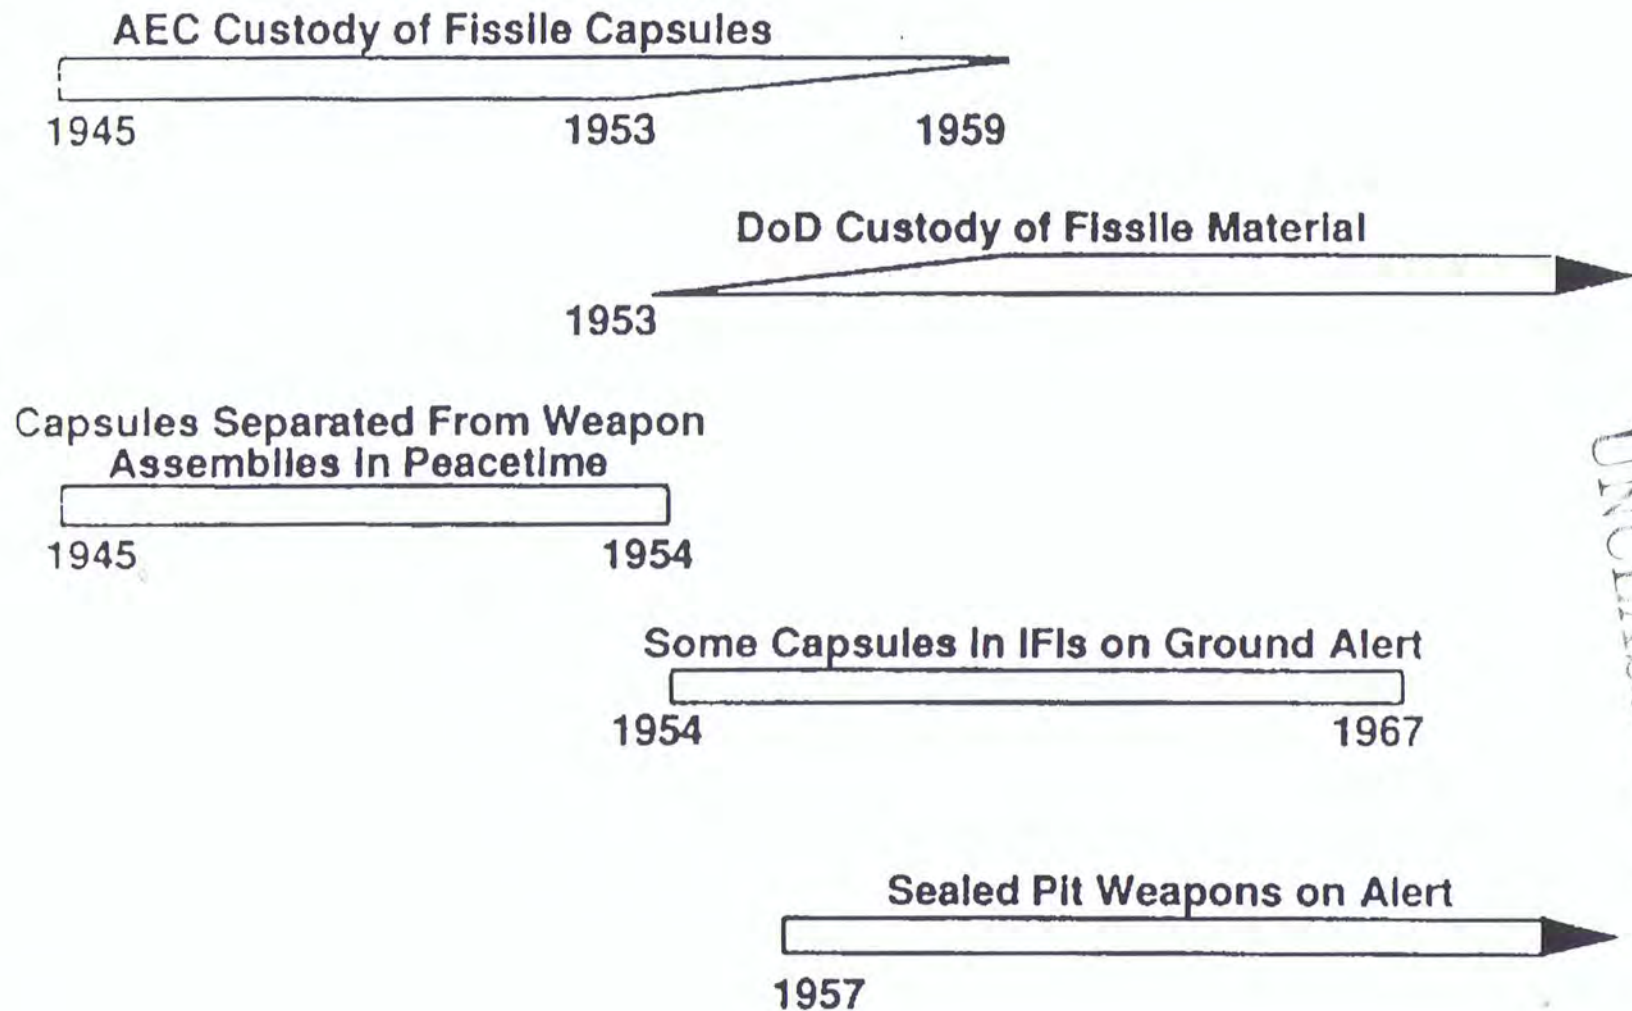 AEC Custody of Fissile Capsules
1945 1953 1959
DoD Custody of Fissile Material
1953
Capsules Separated From Weapon
Assemblies in Peacetime
1945 1954
Some Capsules in IFIs on Ground Alert
1954 1967
Sealed Pit Weapons on Alert
1957